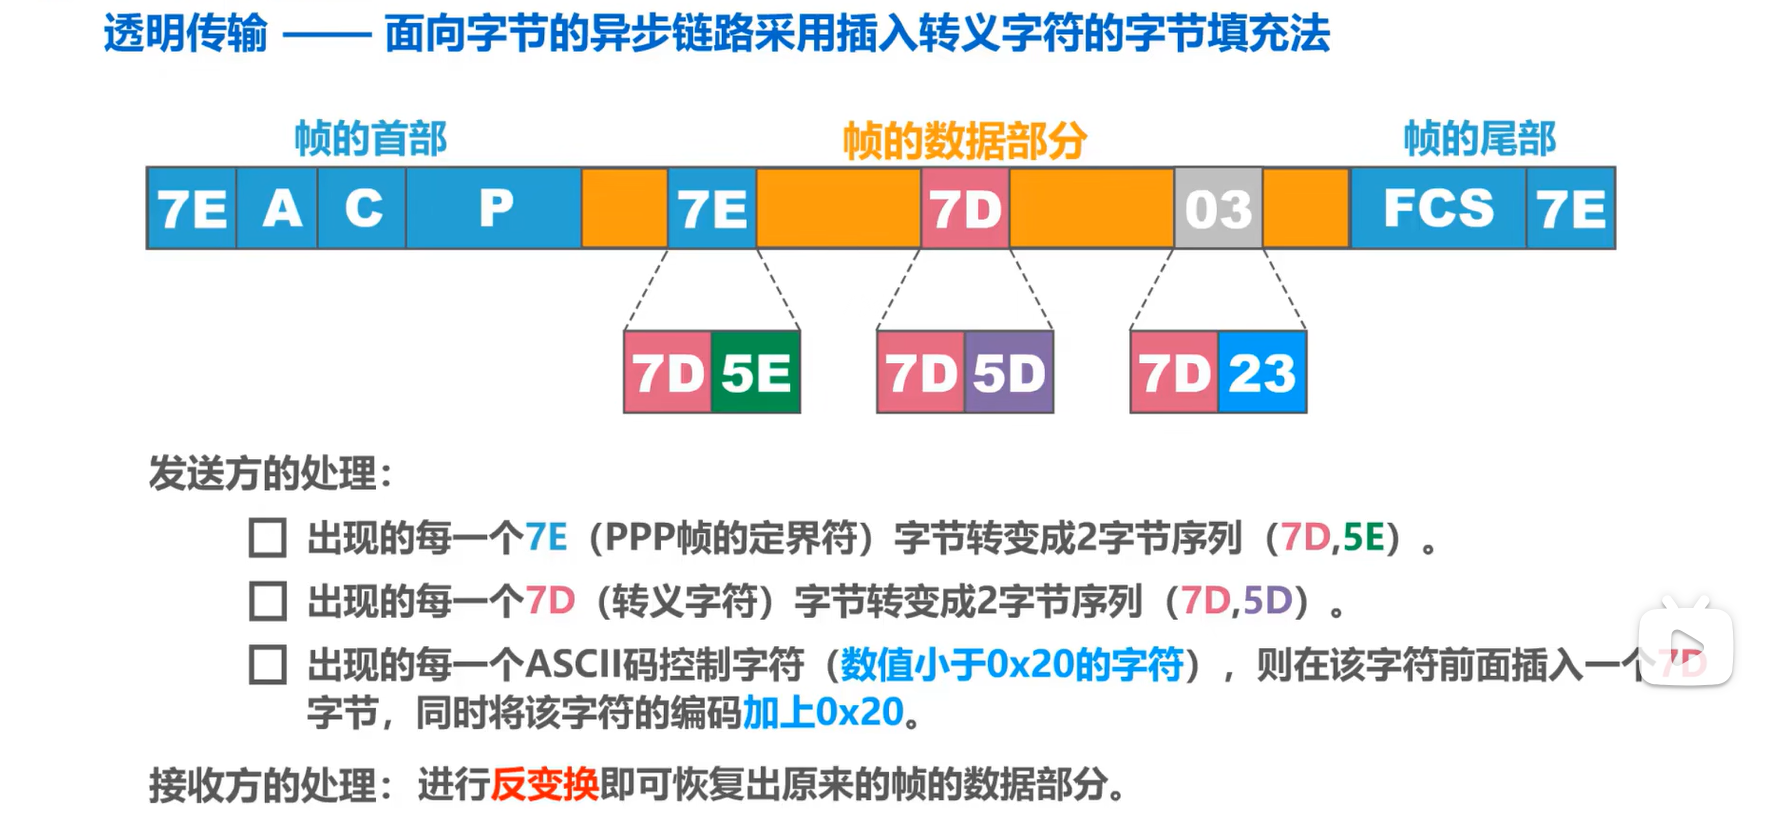 透明传输 —— 面向字节的异步链路采用插入转义字符的字节填充法
帧的首部 帧的数据部分 帧的尾部
7E A C P 7E 7D 03 FCS 7E
7D 5E 7D 5D 7D 23
发送方的处理：
出现的每一个7E（PPP帧的定界符）字节转变成2字节序列（7D,5E）。
出现的每一个7D（转义字符）字节转变成2字节序列（7D,5D）。
出现的每一个ASCII码控制字符（数值小于0x20的字符），则在该字符前面插入一个7D
字节，同时将该字符的编码加上0x20。
接收方的处理：进行反变换即可恢复出原来的帧的数据部分。